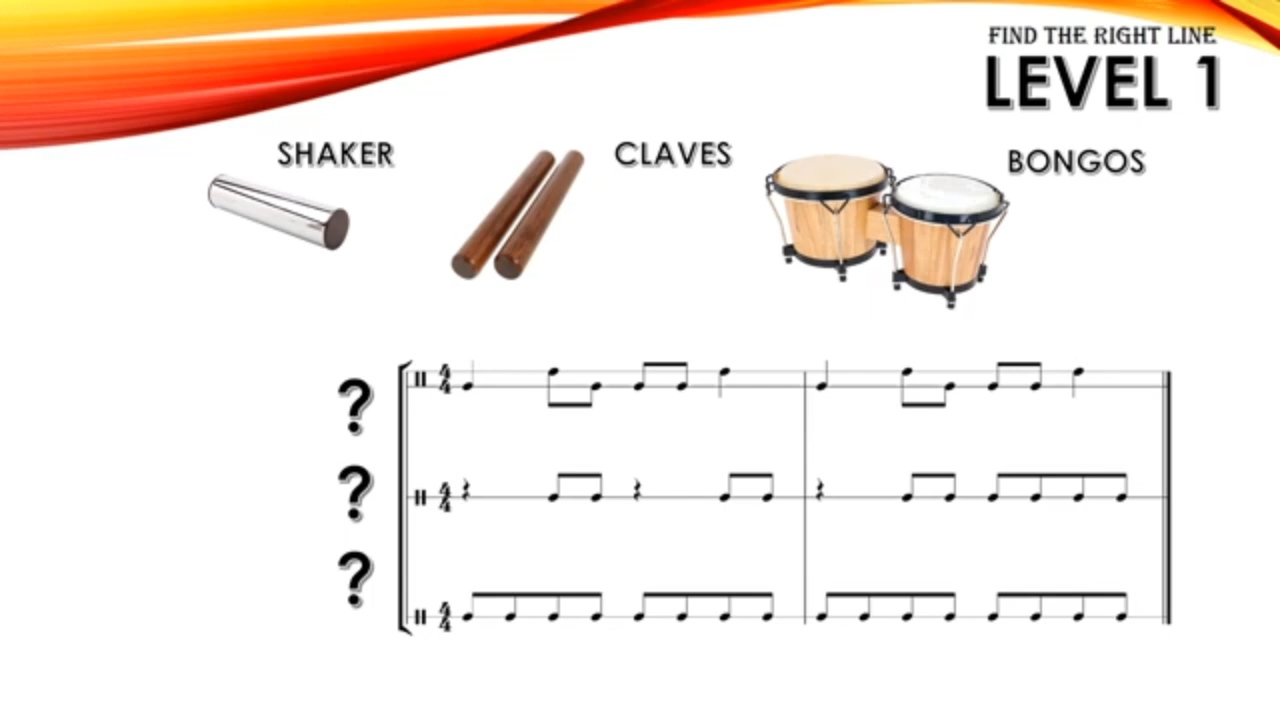 FIND THE RIGHT LINE
LEVEL 1
SHAKER
CLAVES
BONGOS
?
?
?